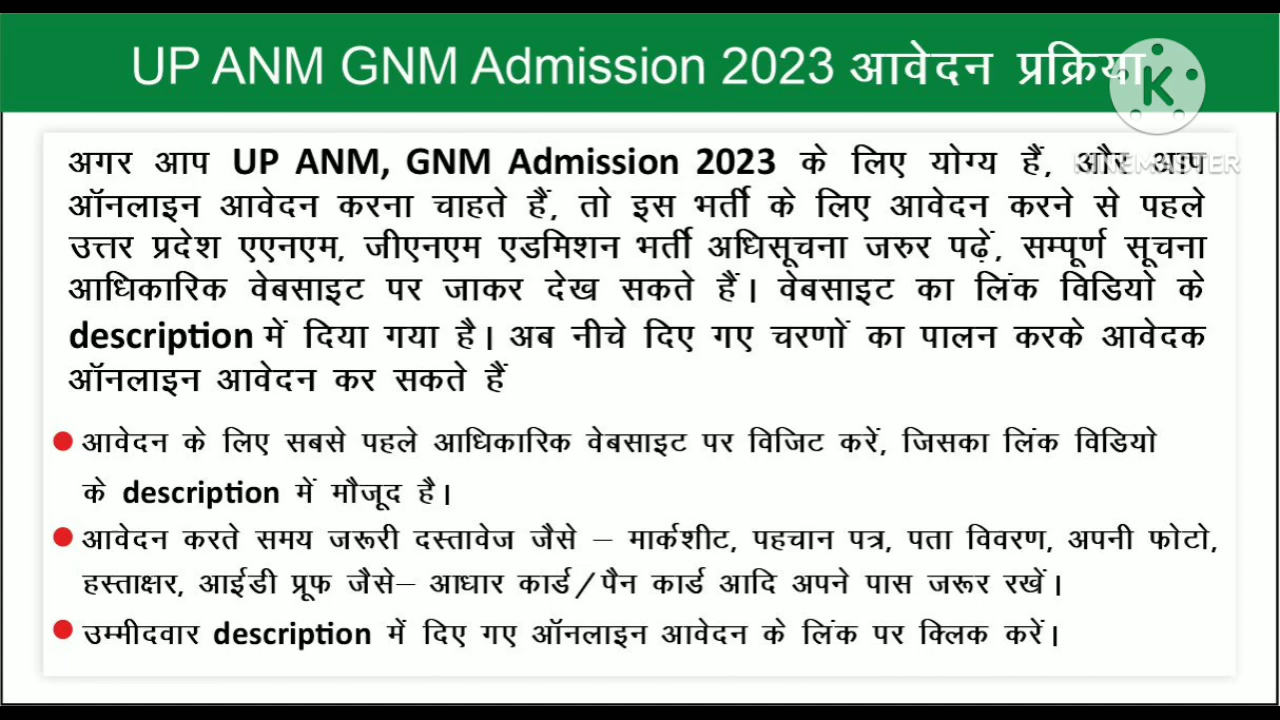 UP ANM GNM Admission 2023 आवेदन प्रक्रिया
K
KINEMASTER
अगर आप UP ANM, GNM Admission 2023 के लिए योग्य हैं, और आप
ऑनलाइन आवेदन करना चाहते हैं, तो इस भर्ती के लिए आवेदन करने से पहले
उत्तर प्रदेश एएनएम, जीएनएम एडमिशन भर्ती अधिसूचना जरुर पढ़ें, सम्पूर्ण सूचना
आधिकारिक वेबसाइट पर जाकर देख सकते हैं। वेबसाइट का लिंक विडियो के
description में दिया गया है। अब नीचे दिए गए चरणों का पालन करके आवेदक
ऑनलाइन आवेदन कर सकते हैं
आवेदन के लिए सबसे पहले आधिकारिक वेबसाइट पर विजिट करें, जिसका लिंक विडियो
के description में मौजूद है।
आवेदन करते समय जरूरी दस्तावेज जैसे – मार्कशीट, पहचान पत्र, पता विवरण, अपनी फोटो,
हस्ताक्षर, आईडी प्रूफ जैसे– आधार कार्ड/पैन कार्ड आदि अपने पास जरूर रखें।
उम्मीदवार description में दिए गए ऑनलाइन आवेदन के लिंक पर क्लिक करें।